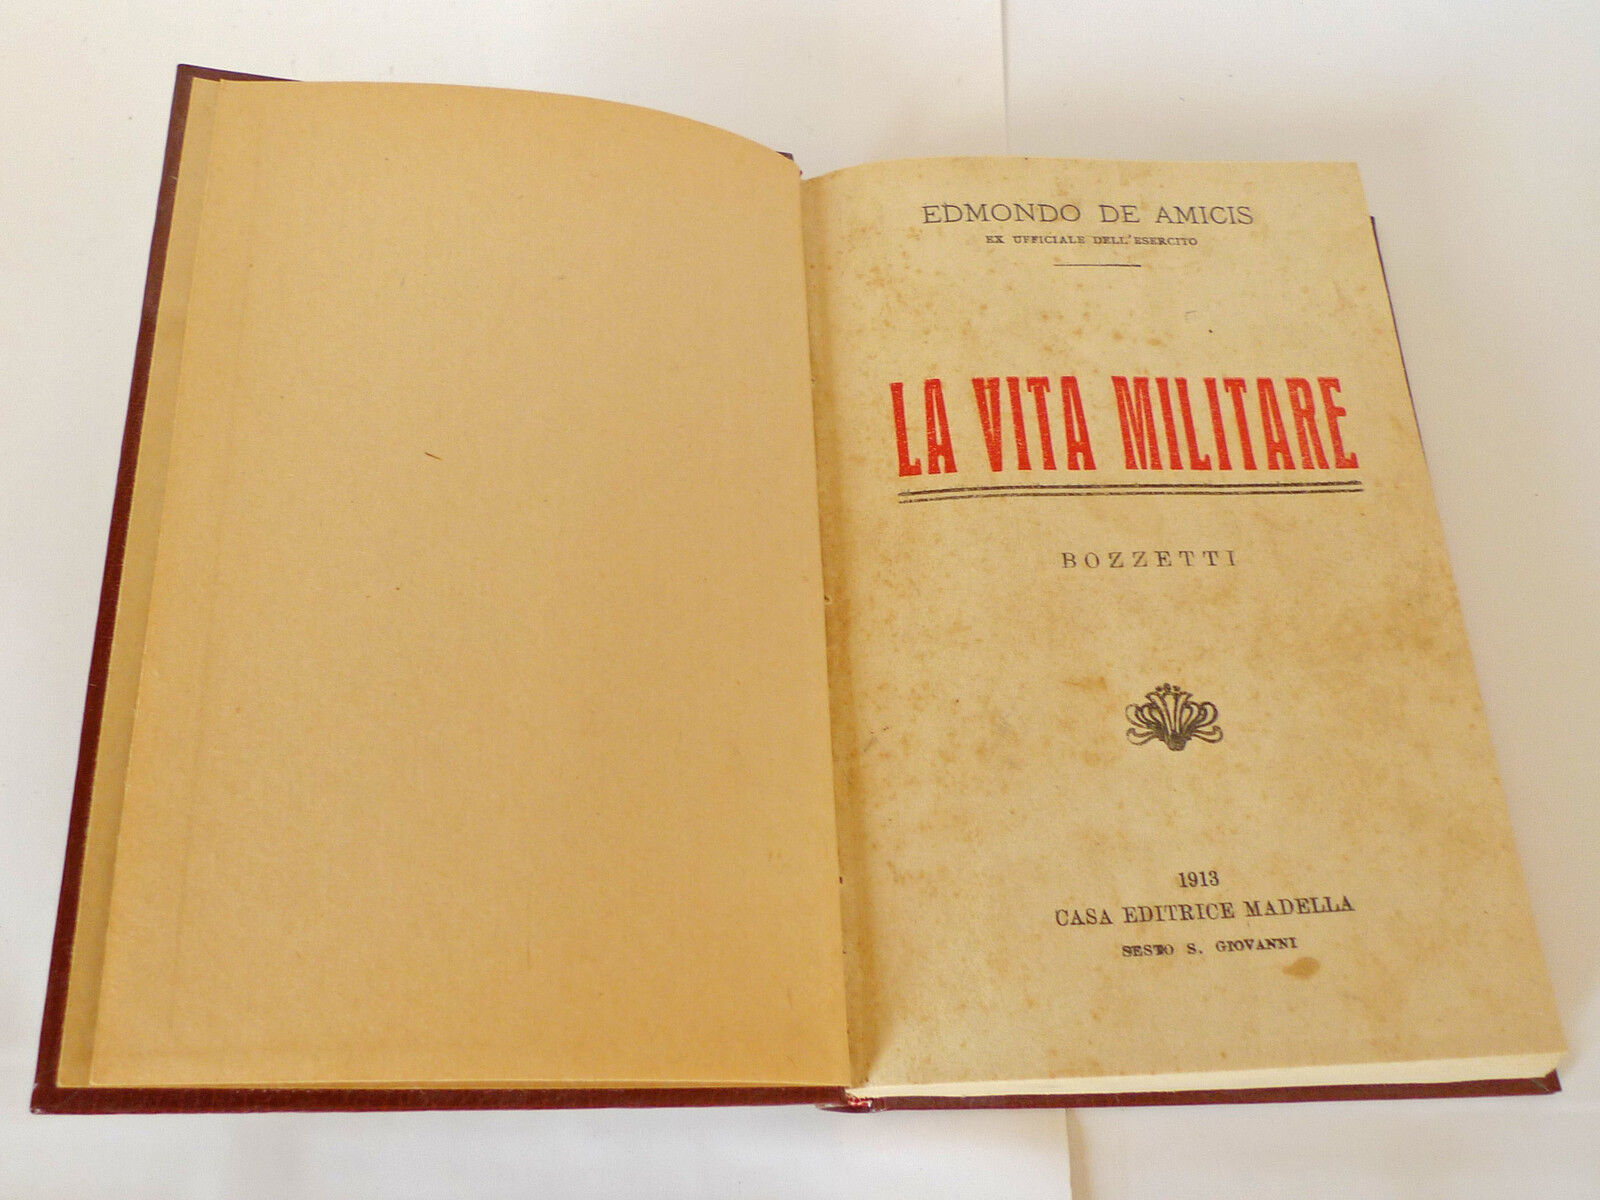 EDMONDO DE AMICIS
EX UFFICIALE DELL'ESERCITO
LA VITA MILITARE
BOZZETTI
1913
CASA EDITRICE MADELLA
SESTO S. GIOVANNI